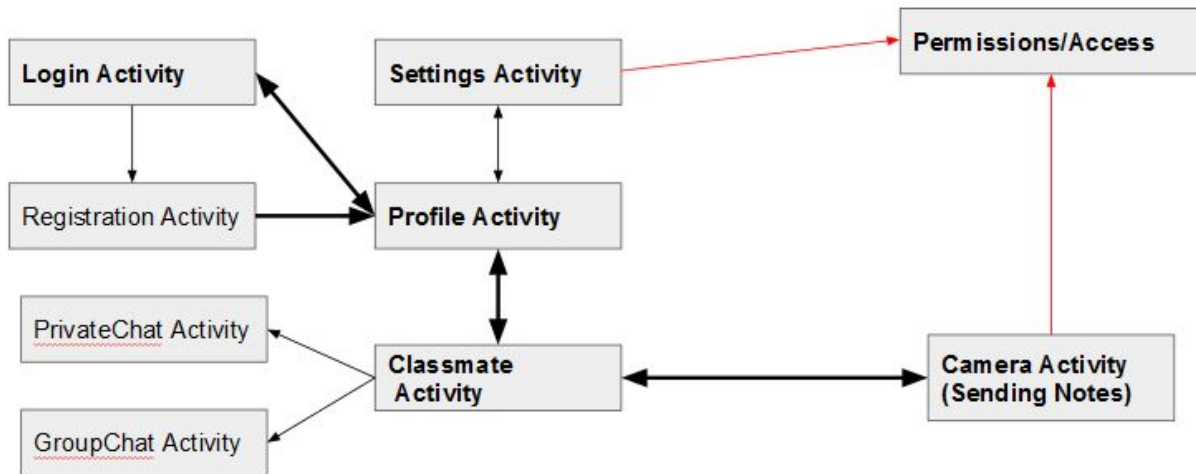 Login Activity
Settings Activity
Permissions/Access
Registration Activity
Profile Activity
PrivateChat Activity
Classmate
Activity
Camera Activity
(Sending Notes)
GroupChat Activity